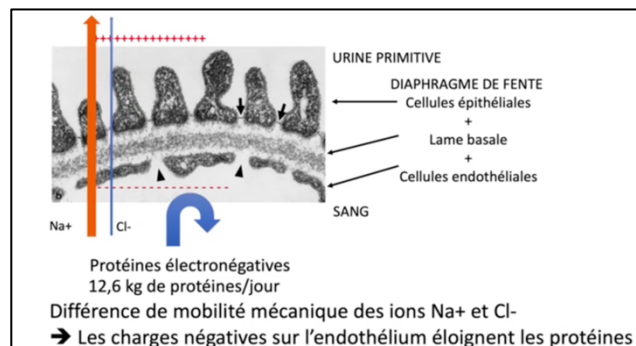 URINE PRIMITIVE
DIAPHRAGME DE FENTE
Cellules épithéliales
+
Lame basale
+
Cellules endothéliales
SANG
Na+
Cl-
Protéines électronégatives
12,6 kg de protéines/jour
Différence de mobilité mécanique des ions Na+ et Cl-
➔ Les charges négatives sur l'endothélium éloignent les protéines